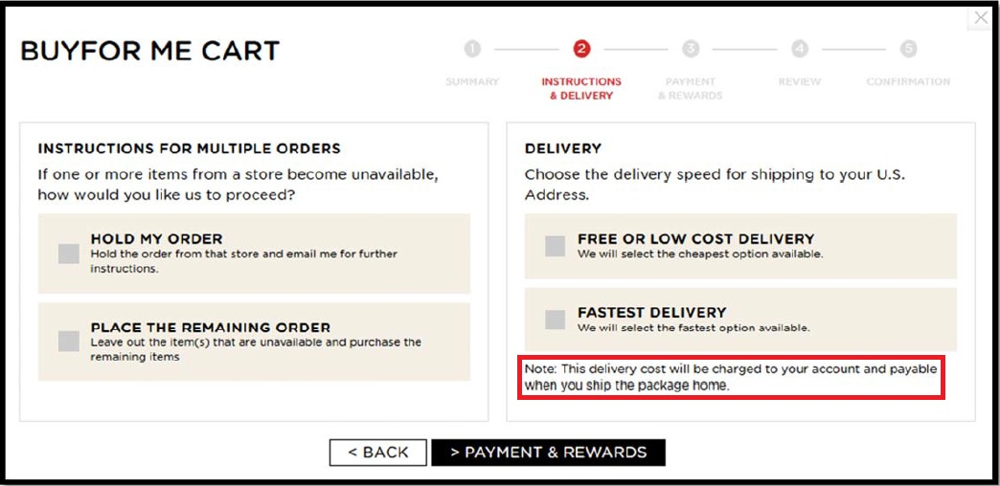 BUYFOR ME CART
1
2
3
4
5
SUMMARY
INSTRUCTIONS
& DELIVERY
PAYMENT
& REWARDS
REVIEW
CONFIRMATION
INSTRUCTIONS FOR MULTIPLE ORDERS
If one or more items from a store become unavailable,
how would you like us to proceed?
HOLD MY ORDER
Hold the order from that store and email me for further
instructions.
PLACE THE REMAINING ORDER
Leave out the item(s) that are unavailable and purchase the
remaining items
DELIVERY
Choose the delivery speed for shipping to your U.S.
Address.
FREE OR LOW COST DELIVERY
We will select the cheapest option available.
FASTEST DELIVERY
We will select the fastest option available.
Note: This delivery cost will be charged to your account and payable
when you ship the package home.
< BACK
> PAYMENT & REWARDS